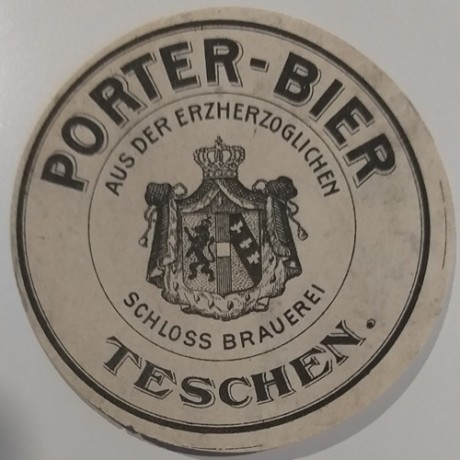 PORTER-BIER
AUS DER ERZHERZOGLICHEN
SCHLOSS BRAUEREI
TESCHEN.